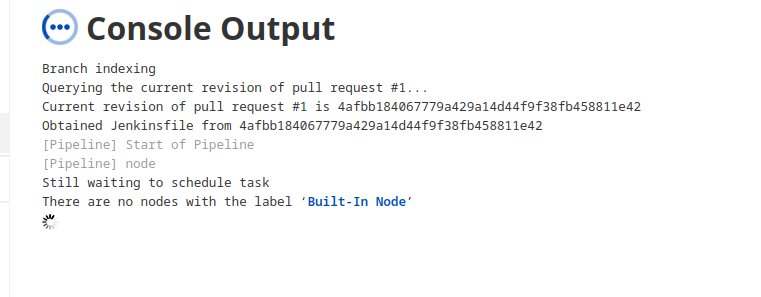 Console Output
Branch indexing
Querying the current revision of pull request #1...
Current revision of pull request #1 is 4afbb184067779a429a14d44f9f38fb458811e42
Obtained Jenkinsfile from 4afbb184067779a429a14d44f9f38fb458811e42
[Pipeline] Start of Pipeline
[Pipeline] node
Still waiting to schedule task
There are no nodes with the label ‘Built-In Node’